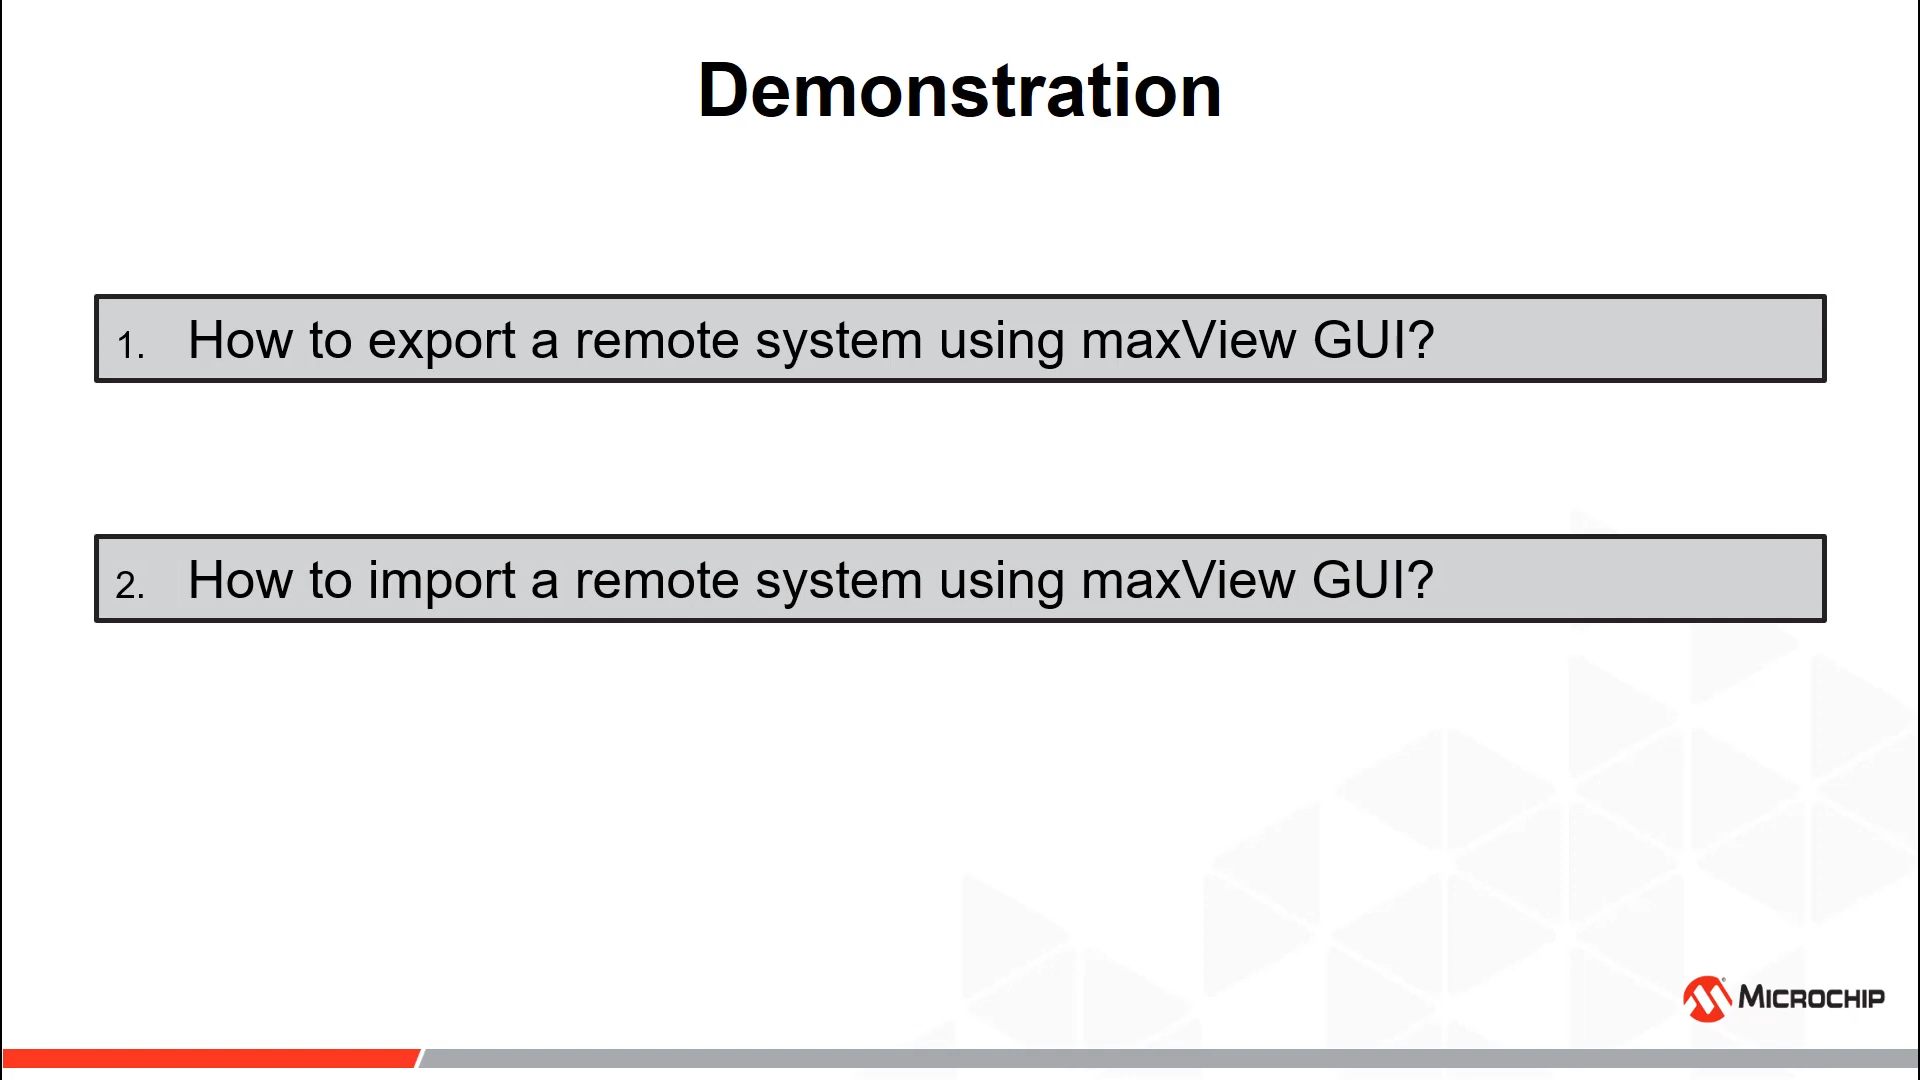 Demonstration
1. How to export a remote system using maxView GUI?
2. How to import a remote system using maxView GUI?
MICROCHIP